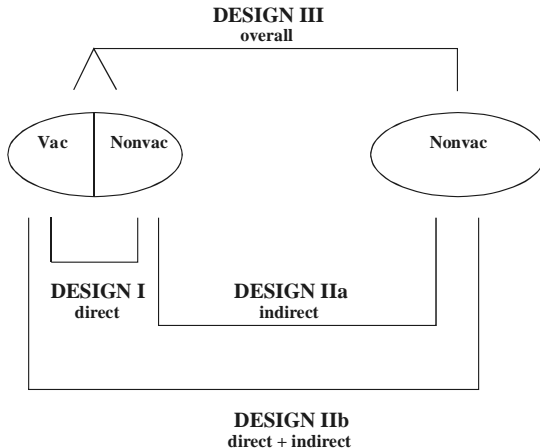 DESIGN III
overall
Vac
Nonvac
Nonvac
DESIGN I
direct
DESIGN IIa
indirect
DESIGN IIb
direct + indirect